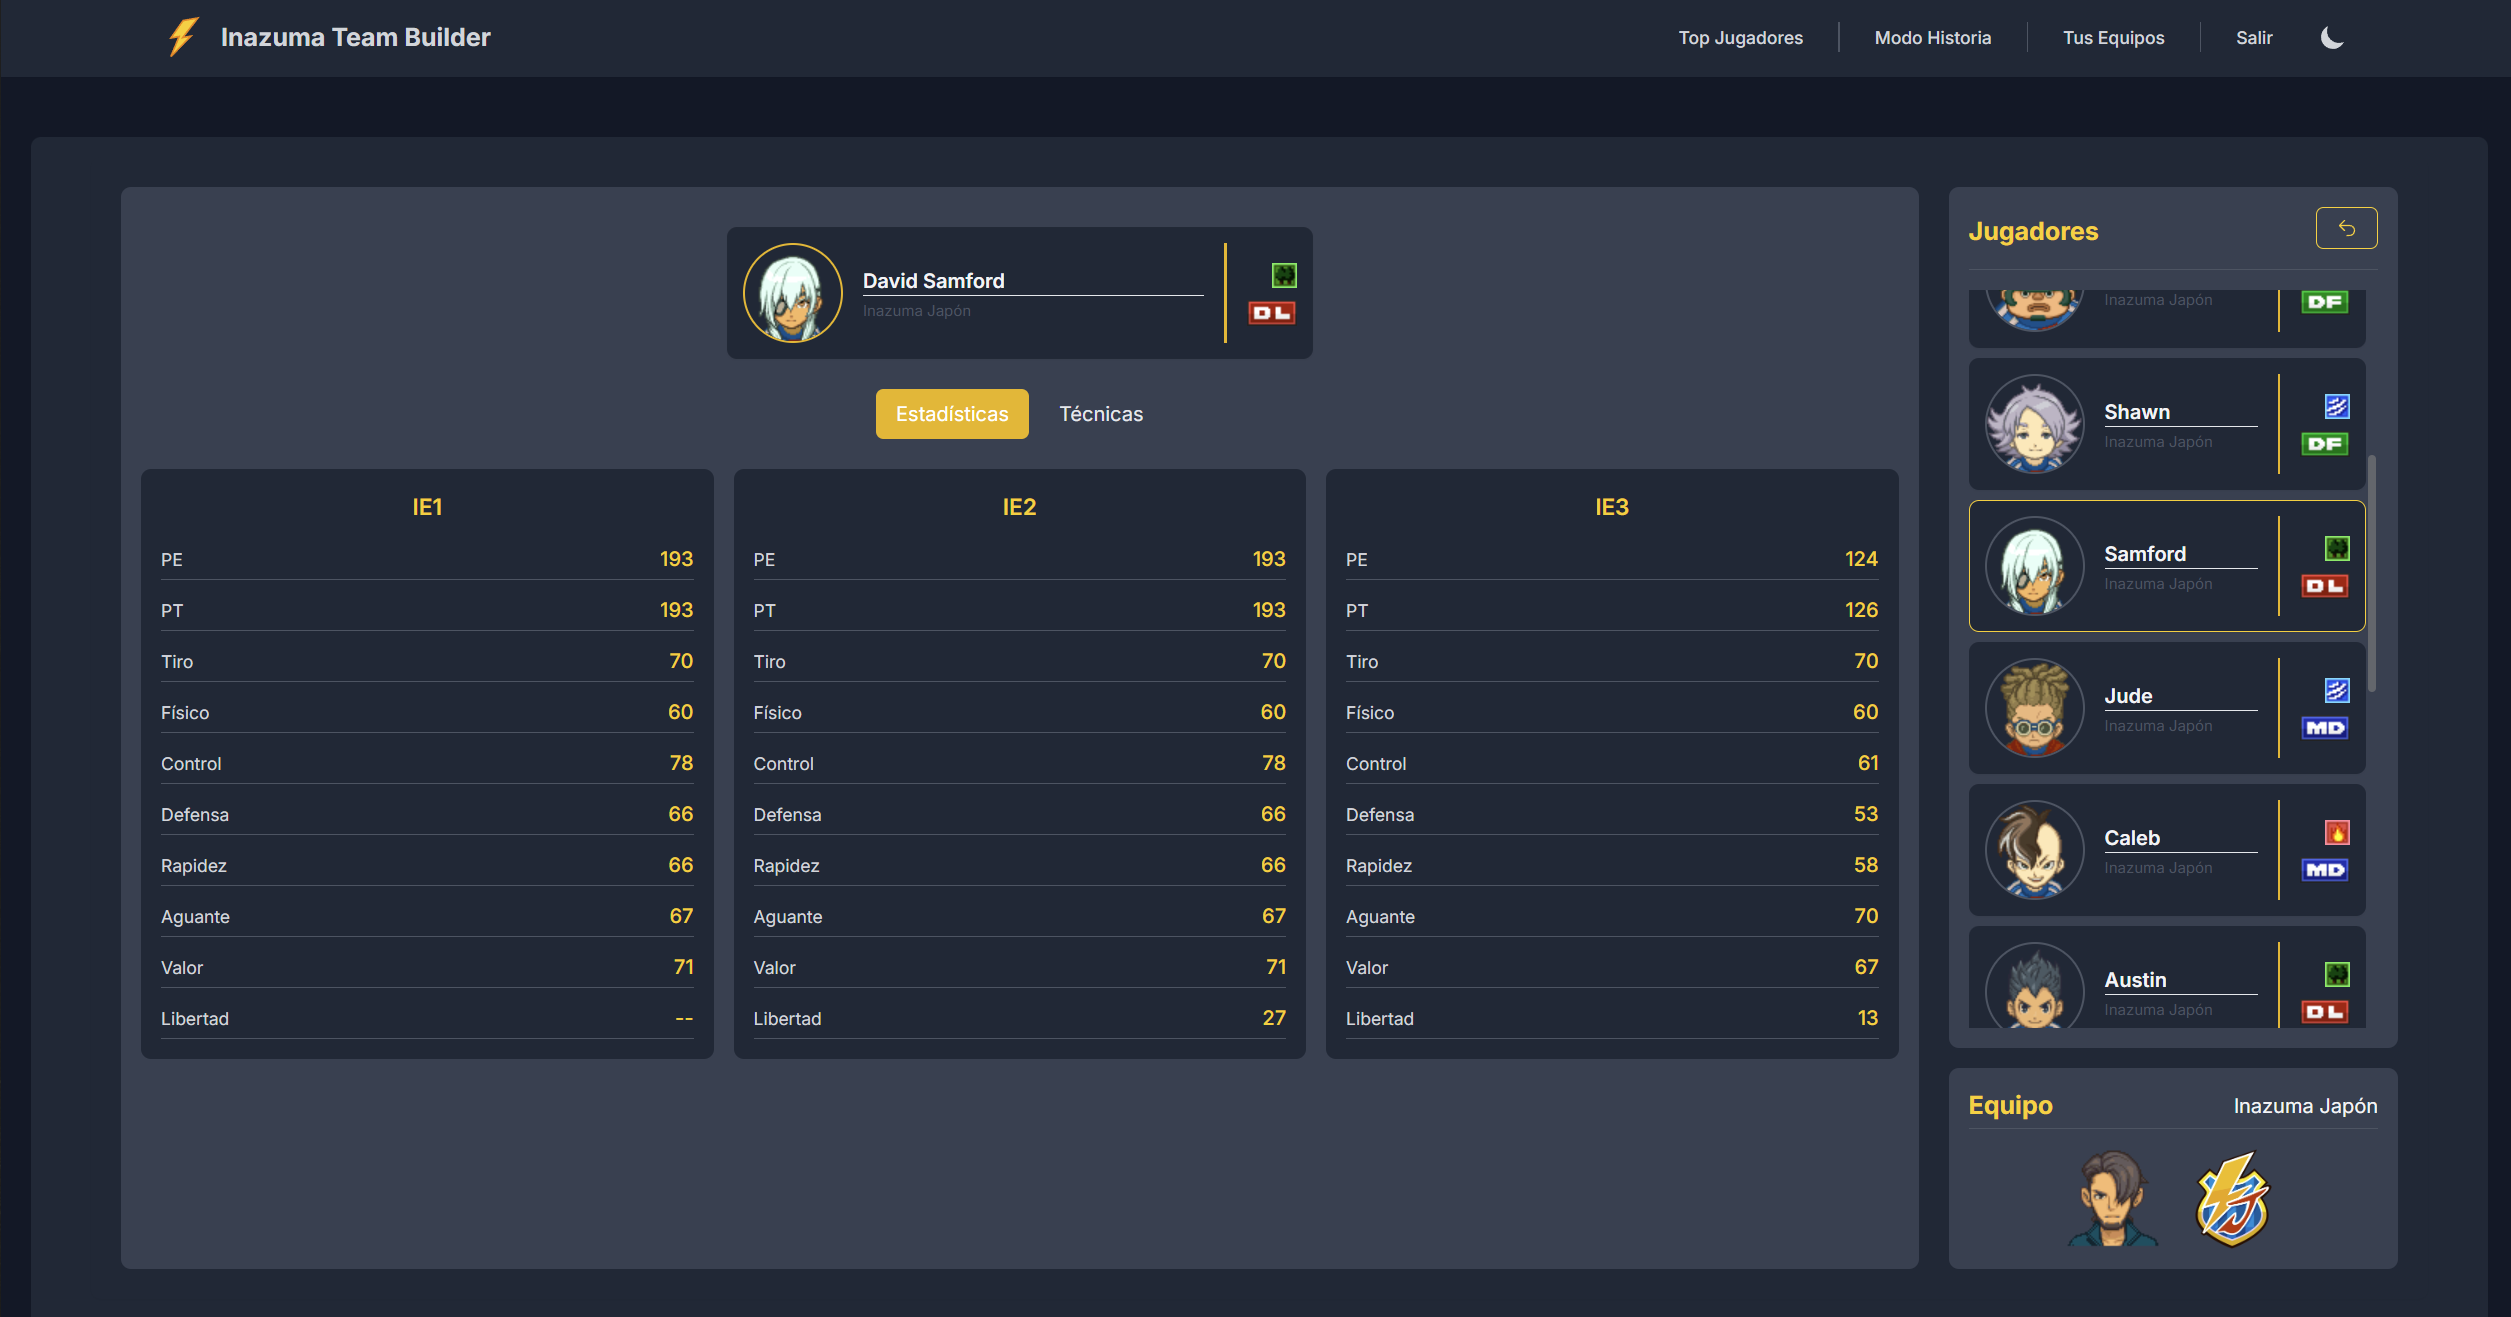 Inazuma Team Builder
Top Jugadores
Modo Historia
Tus Equipos
Salir
David Samford
Inazuma Japón
DL
Estadísticas
Técnicas
IE1
PE 193
PT 193
Tiro 70
Físico 60
Control 78
Defensa 66
Rapidez 66
Aguante 67
Valor 71
Libertad --
IE2
PE 193
PT 193
Tiro 70
Físico 60
Control 78
Defensa 66
Rapidez 66
Aguante 67
Valor 71
Libertad 27
IE3
PE 124
PT 126
Tiro 70
Físico 60
Control 61
Defensa 53
Rapidez 58
Aguante 70
Valor 67
Libertad 13
Jugadores
Inazuma Japón
DF
Shawn
Inazuma Japón
DF
Samford
Inazuma Japón
DL
Jude
Inazuma Japón
MD
Caleb
Inazuma Japón
MD
Austin
Inazuma Japón
DL
Equipo
Inazuma Japón